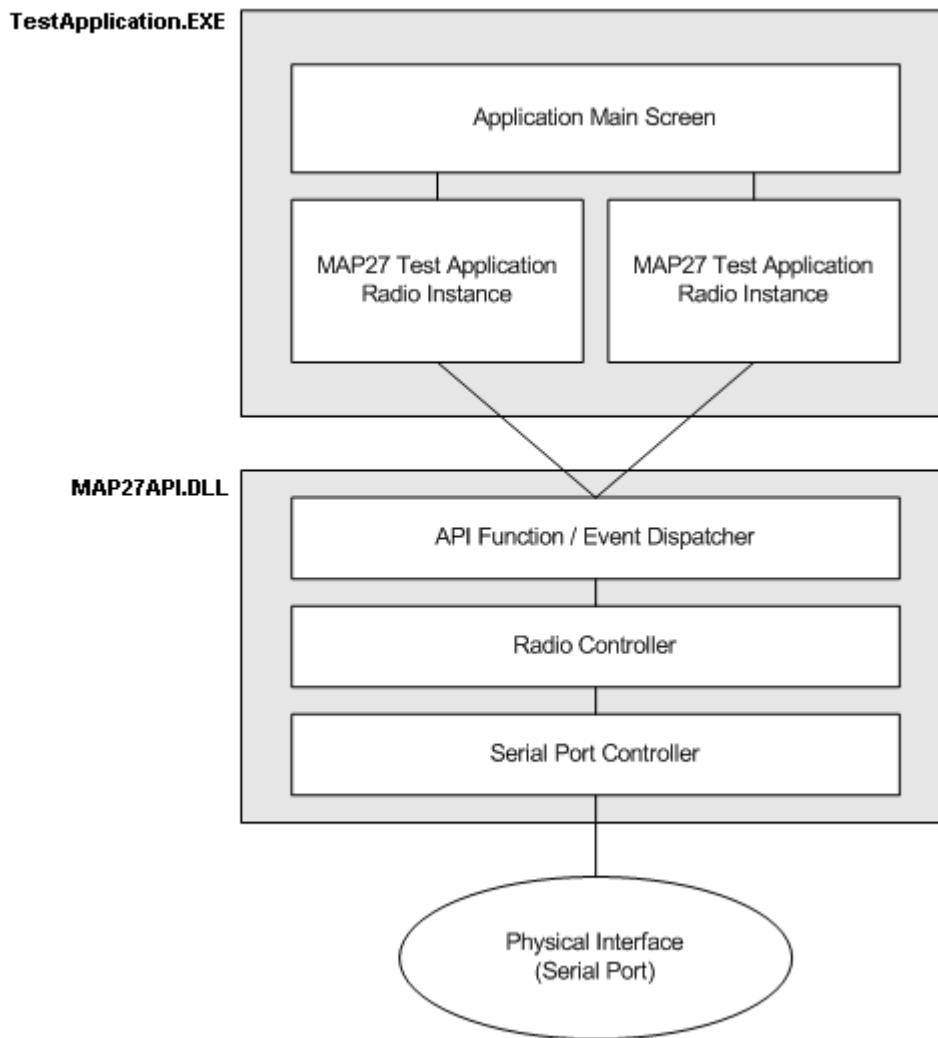 TestApplication.EXE
Application Main Screen
MAP27 Test Application
Radio Instance
MAP27 Test Application
Radio Instance
MAP27API.DLL
API Function / Event Dispatcher
Radio Controller
Serial Port Controller
Physical Interface
(Serial Port)